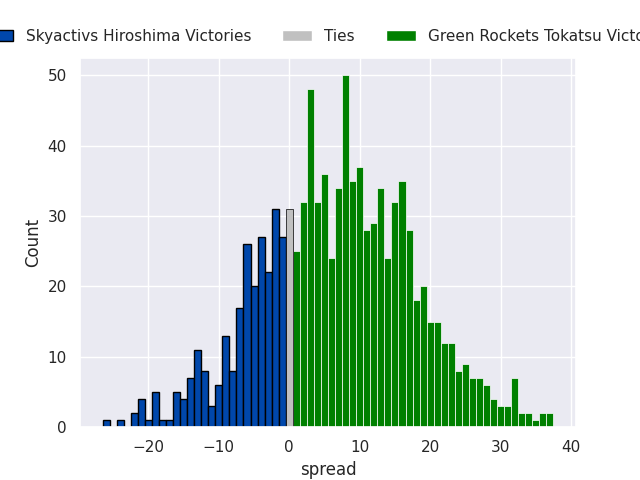 Skyactivs Hiroshima Victories Ties Green Rockets Tokatsu Victo
50
40
30
20
10
0
Count
−20 −10 0 10 20 30 40
spread